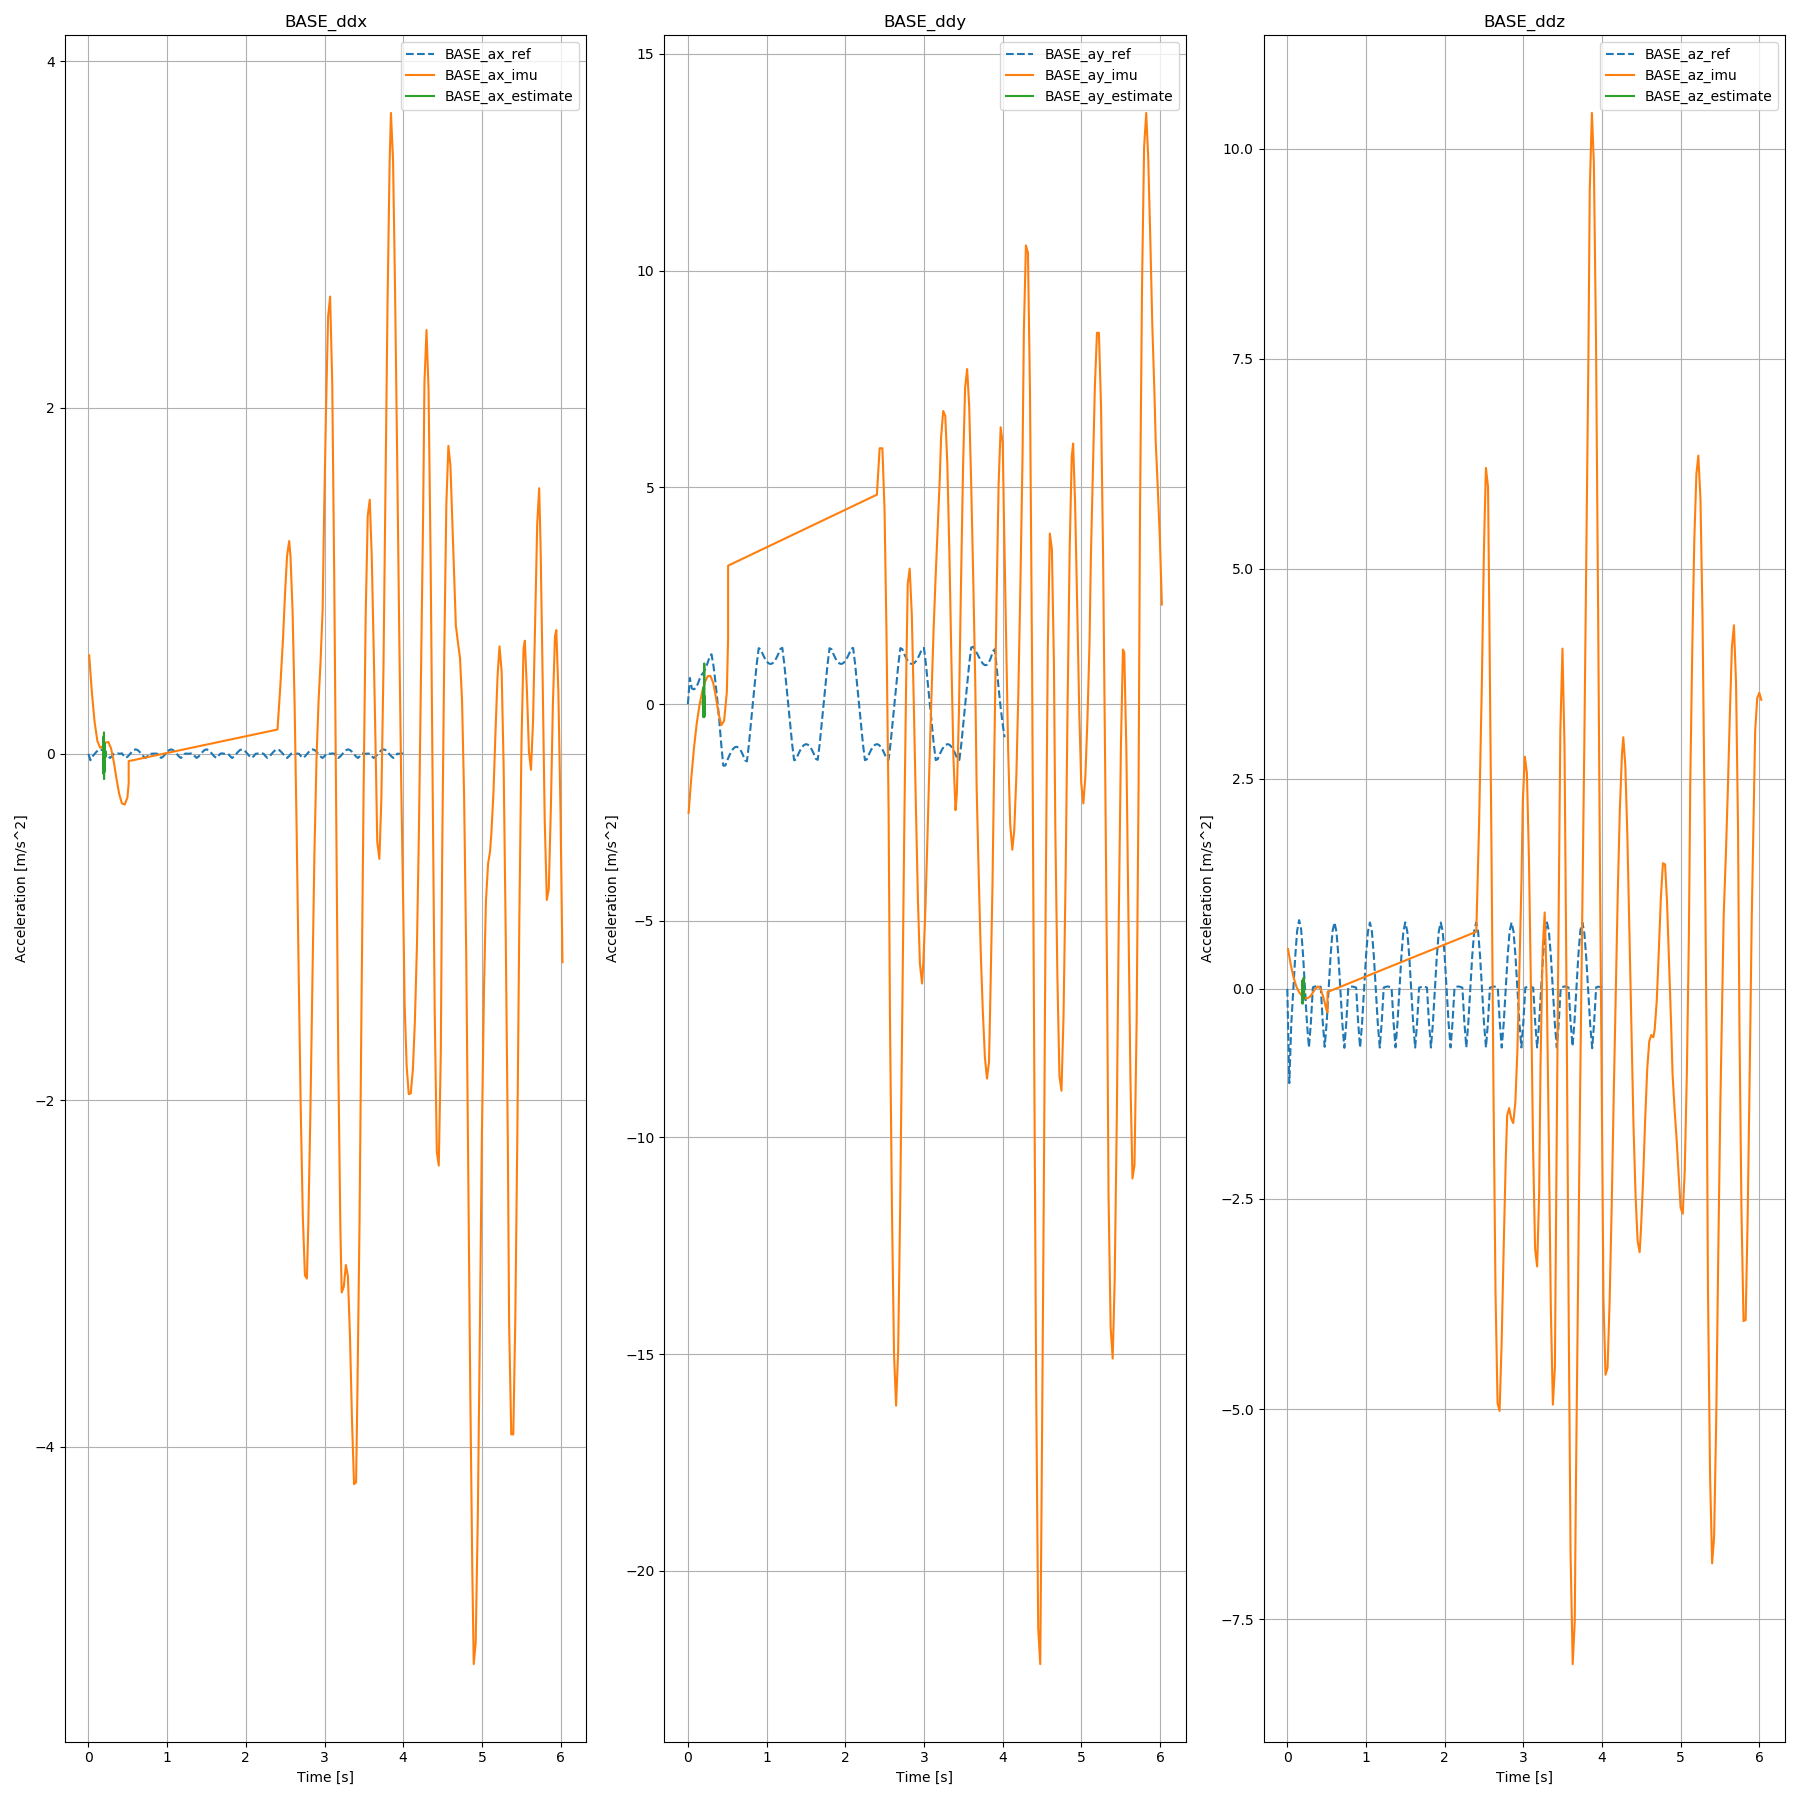 BASE_ddx
BASE_ax_ref
BASE_ax_imu
BASE_ax_estimate
4
2
0
−2
−4
Acceleration [m/s^2]
0 1 2 3 4 5 6
Time [s]
BASE_ddy
BASE_ay_ref
BASE_ay_imu
BASE_ay_estimate
15
10
5
0
−5
−10
−15
−20
Acceleration [m/s^2]
0 1 2 3 4 5 6
Time [s]
BASE_ddz
BASE_az_ref
BASE_az_imu
BASE_az_estimate
10.0
7.5
5.0
2.5
0.0
−2.5
−5.0
−7.5
Acceleration [m/s^2]
0 1 2 3 4 5 6
Time [s]